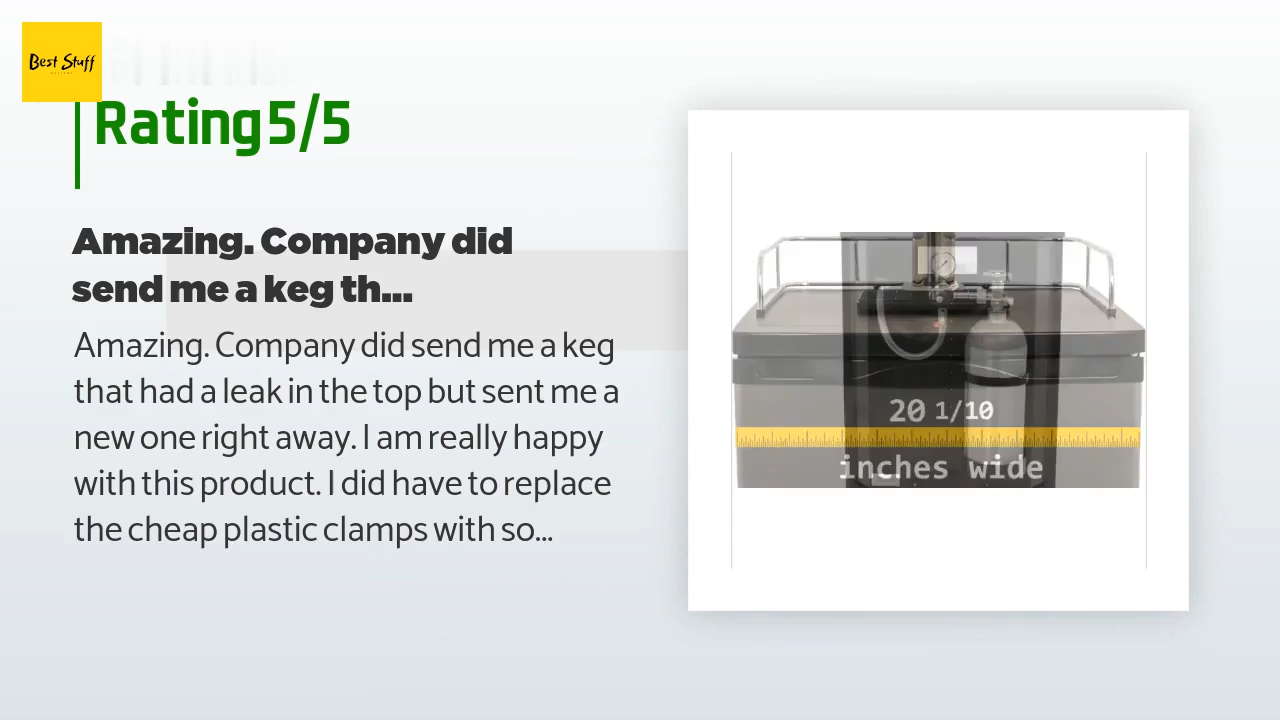 Best Stuff
Rating 5/5
Amazing. Company did
send me a keg th...
Amazing. Company did send me a keg
that had a leak in the top but sent me a
new one right away. I am really happy
with this product. I did have to replace
the cheap plastic clamps with so...
20 1/10
inches wide